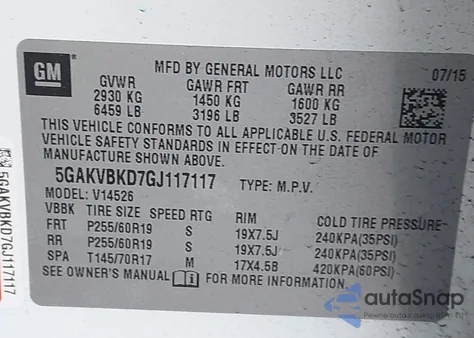 GM
MFD BY GENERAL MOTORS LLC 07/15
GVWR GAWR FRT GAWR RR
2930 KG 1450 KG 1600 KG
6459 LB 3196 LB 3527 LB
THIS VEHICLE CONFORMS TO ALL APPLICABLE U.S. FEDERAL MOTOR
VEHICLE SAFETY STANDARDS IN EFFECT ON THE DATE OF
MANUFACTURE SHOWN ABOVE.
5GAKVBKD7GJ117117 TYPE: M.P.V.
MODEL: V14526
VBBK TIRE SIZE SPEED RTG RIM COLD TIRE PRESSURE
FRT P255/60R19 S 19X7.5J 240KPA(35PSI)
RR P255/60R19 S 19X7.5J 240KPA(35PSI)
SPA T145/70R17 M 17X4.5B 420KPA(60PSI)
SEE OWNER'S MANUAL FOR MORE INFORMATION.
5GAKVBKD7GJ117117
autaSnap